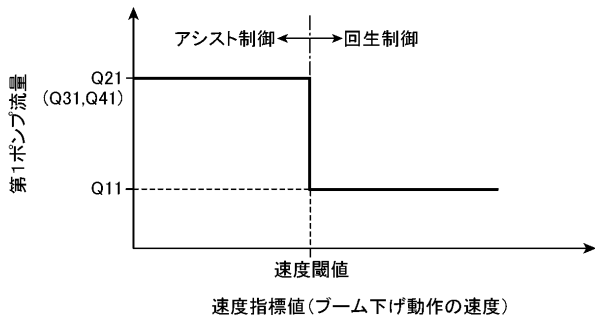 アシスト制御 回生制御
Q21
(Q31,Q41)
第1ポンプ流量
Q11
速度閾値
速度指標値(ブーム下げ動作の速度)